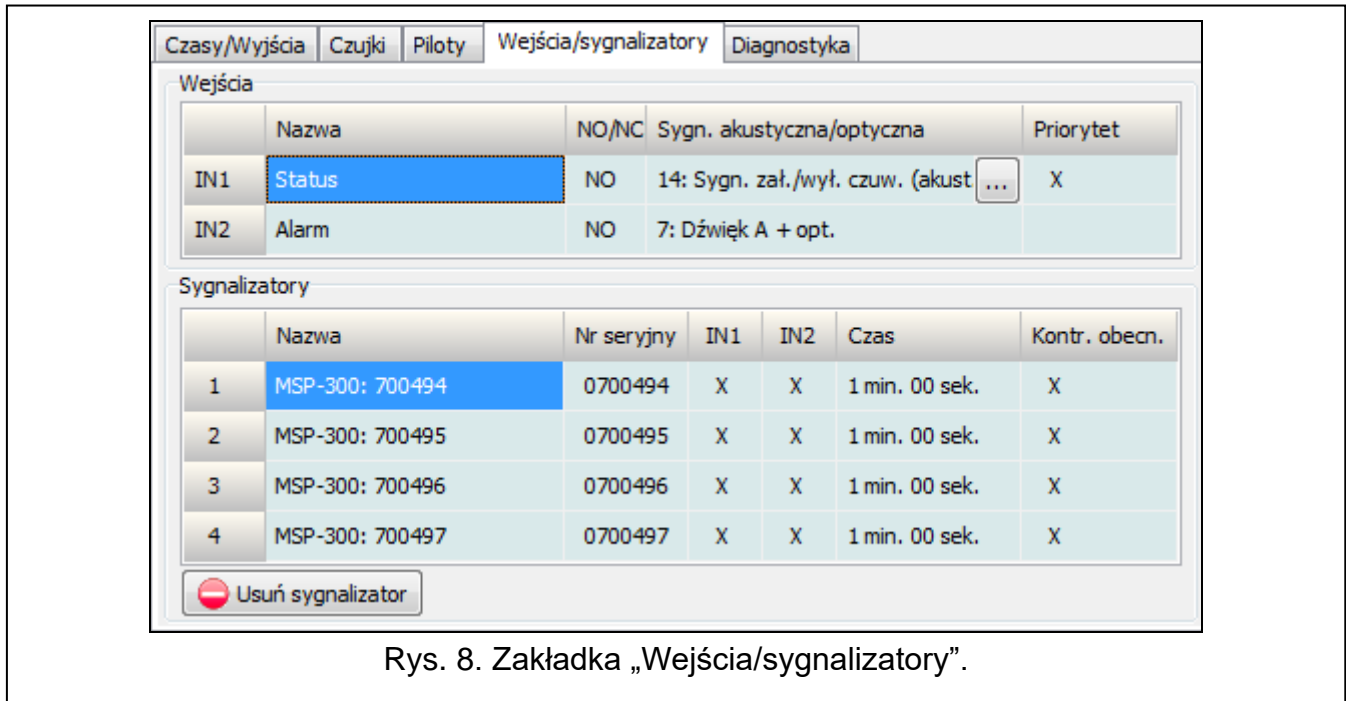 Czasy/Wyjścia Czujki Piloty Wejścia/sygnalizatory Diagnostyka
Wejścia
Nazwa NO/NC Sygn. akustyczna/optyczna Priorytet
IN1 Status NO 14: Sygn. zał./wył. czuw. (akust ... X
IN2 Alarm NO 7: Dźwięk A + opt.
Sygnalizatory
Nazwa Nr seryjny IN1 IN2 Czas Kontr. obecn.
1 MSP-300: 700494 0700494 X X 1 min. 00 sek. X
2 MSP-300: 700495 0700495 X X 1 min. 00 sek. X
3 MSP-300: 700496 0700496 X X 1 min. 00 sek. X
4 MSP-300: 700497 0700497 X X 1 min. 00 sek. X
Usuń sygnalizator
Rys. 8. Zakładka „Wejścia/sygnalizatory”.